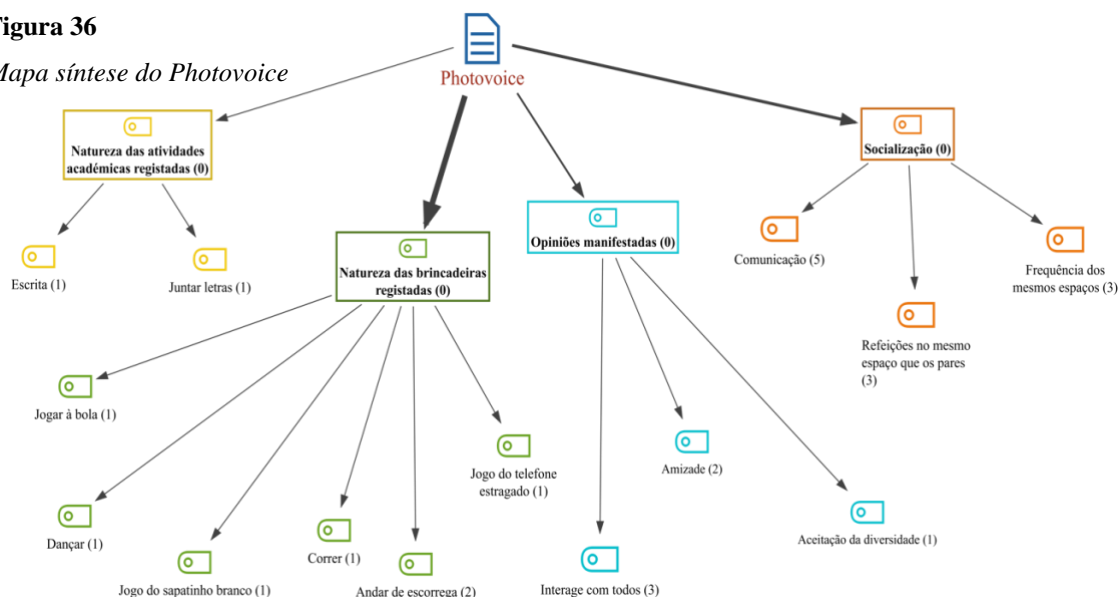 Figura 36
Mapa síntese do Photovoice
Photovoice
Natureza das atividades
académicas registadas (0)
Socialização (0)
Opiniões manifestadas (0)
Natureza das brincadeiras
registadas (0)
Escrita (1)
Juntar letras (1)
Comunicação (5)
Frequência dos
mesmos espaços (3)
Refeições no mesmo
espaço que os pares
(3)
Jogar à bola (1)
Jogo do telefone
estragado (1)
Amizade (2)
Dançar (1)
Correr (1)
Aceitação da diversidade (1)
Jogo do sapatinho branco (1)
Andar de escorrega (2)
Interage com todos (3)